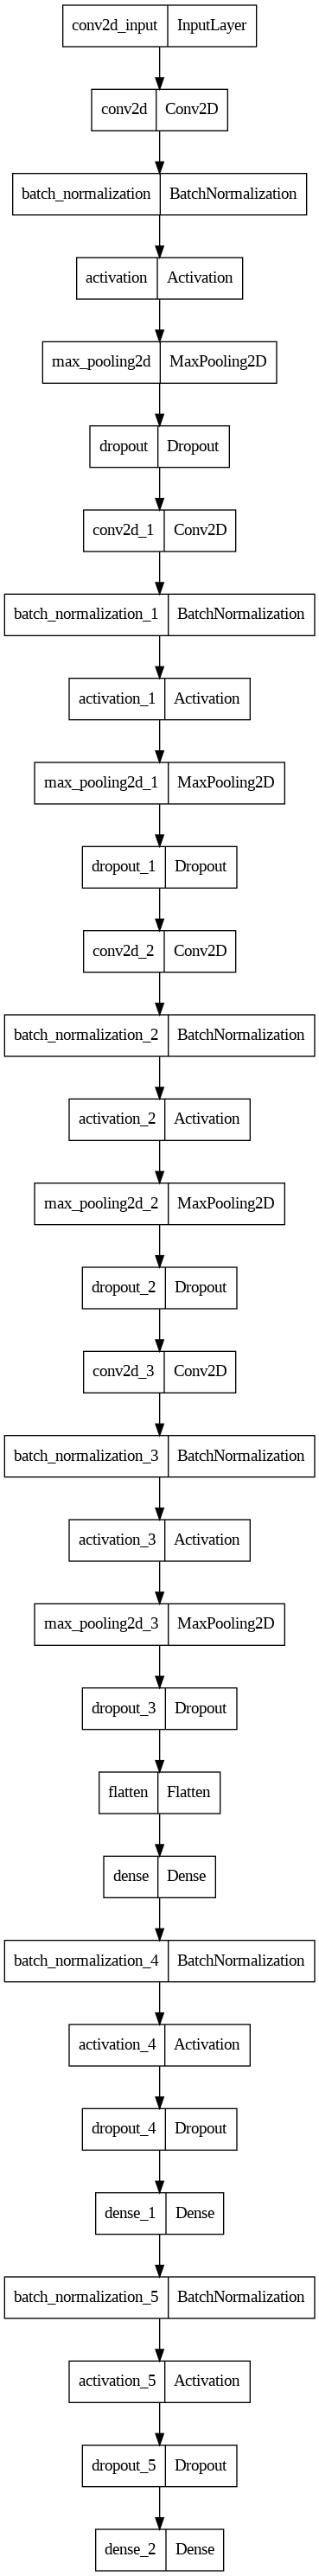 conv2d_input InputLayer
conv2d Conv2D
batch_normalization BatchNormalization
activation Activation
max_pooling2d MaxPooling2D
dropout Dropout
conv2d_1 Conv2D
batch_normalization_1 BatchNormalization
activation_1 Activation
max_pooling2d_1 MaxPooling2D
dropout_1 Dropout
conv2d_2 Conv2D
batch_normalization_2 BatchNormalization
activation_2 Activation
max_pooling2d_2 MaxPooling2D
dropout_2 Dropout
conv2d_3 Conv2D
batch_normalization_3 BatchNormalization
activation_3 Activation
max_pooling2d_3 MaxPooling2D
dropout_3 Dropout
flatten Flatten
dense Dense
batch_normalization_4 BatchNormalization
activation_4 Activation
dropout_4 Dropout
dense_1 Dense
batch_normalization_5 BatchNormalization
activation_5 Activation
dropout_5 Dropout
dense_2 Dense